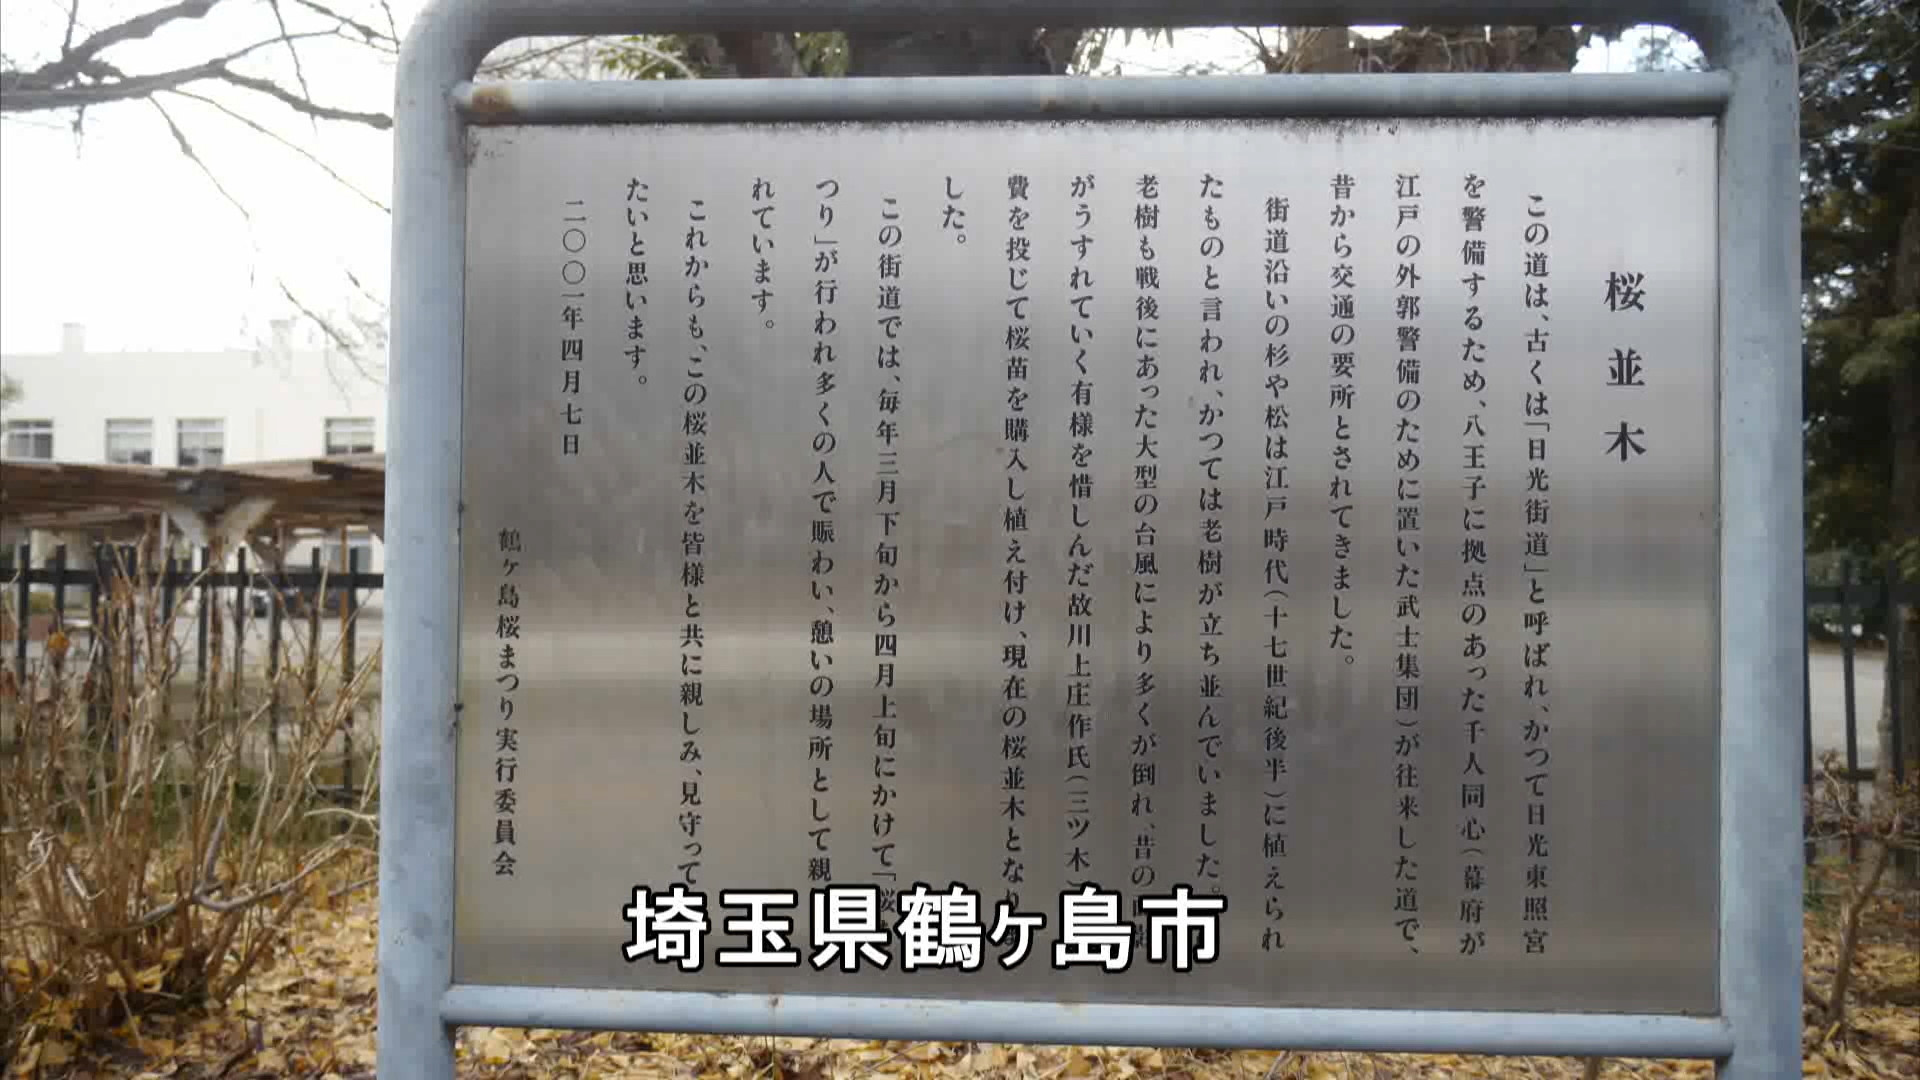 桜並木
この道は、古くは「日光街道」と呼ばれ、かつて日光東照宮
を警備するため、八王子に拠点のあった千人同心（幕府が
江戸の外郭警備のために置いた武士集団）が往来した道で、
昔から交通の要所とされてきました。
街道沿いの杉や松は江戸時代（十七世紀後半）に植えられ
たものと言われ、かつては老樹が立ち並んでいました。
老樹も戦後にあった大型の台風により多くが倒れ、昔の
がうすれていく有様を惜しんだ故川上庄作氏（三ツ木）
費を投じて桜苗を購入し植え付け、現在の桜並木となり
した。
この街道では、毎年三月下旬から四月上旬にかけて「桜
つり」が行われ多くの人で賑わい、憩いの場所として親
れています。
これからも、この桜並木を皆様と共に親しみ、見守って
たいと思います。
二〇〇一年四月七日
鶴ヶ島桜まつり実行委員会
埼玉県鶴ヶ島市